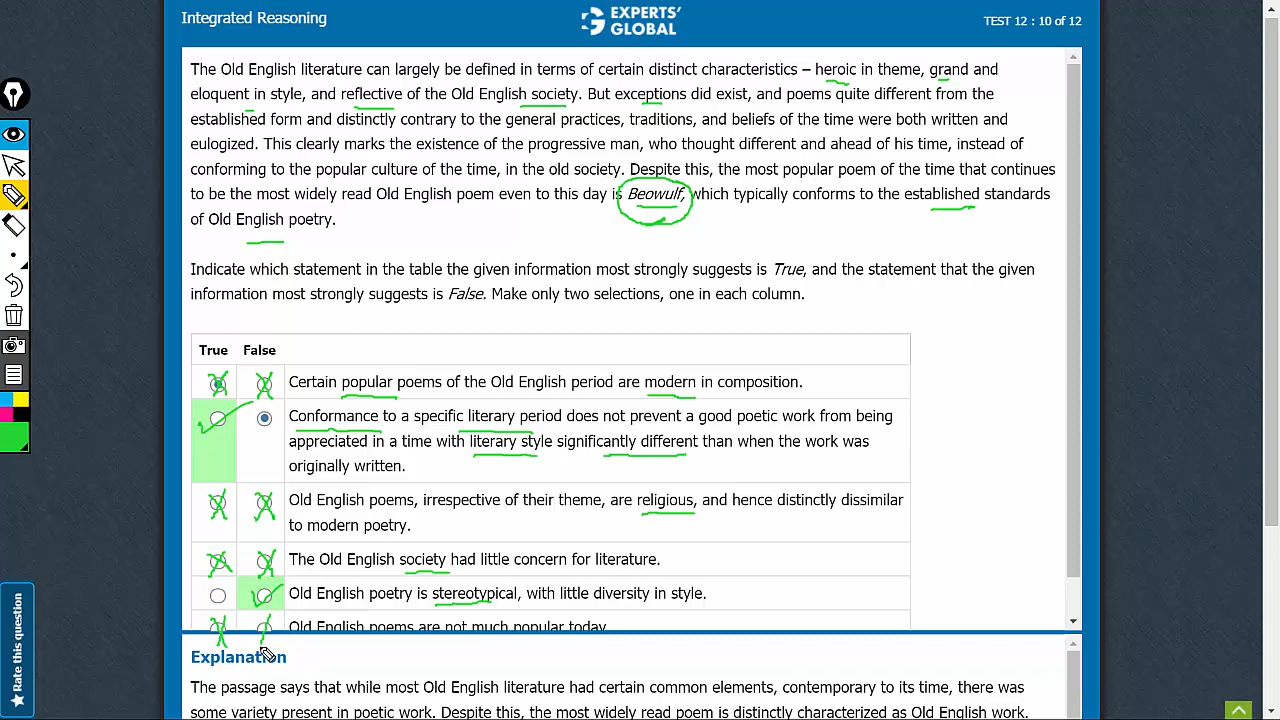 Integrated Reasoning
EXPERTS'
GLOBAL
TEST 12 : 10 of 12
The Old English literature can largely be defined in terms of certain distinct characteristics – heroic in theme, grand and
eloquent in style, and reflective of the Old English society. But exceptions did exist, and poems quite different from the
established form and distinctly contrary to the general practices, traditions, and beliefs of the time were both written and
eulogized. This clearly marks the existence of the progressive man, who thought different and ahead of his time, instead of
conforming to the popular culture of the time, in the old society. Despite this, the most popular poem of the time that continues
to be the most widely read Old English poem even to this day is Beowulf, which typically conforms to the established standards
of Old English poetry.
Indicate which statement in the table the given information most strongly suggests is True, and the statement that the given
information most strongly suggests is False. Make only two selections, one in each column.
True False
Certain popular poems of the Old English period are modern in composition.
Conformance to a specific literary period does not prevent a good poetic work from being
appreciated in a time with literary style significantly different than when the work was
originally written.
Old English poems, irrespective of their theme, are religious, and hence distinctly dissimilar
to modern poetry.
The Old English society had little concern for literature.
Old English poetry is stereotypical, with little diversity in style.
Old English poems are not much popular today.
Explanation
The passage says that while most Old English literature had certain common elements, contemporary to its time, there was
some variety present in poetic work. Despite this, the most widely read poem is distinctly characterized as Old English work.
Rate this question